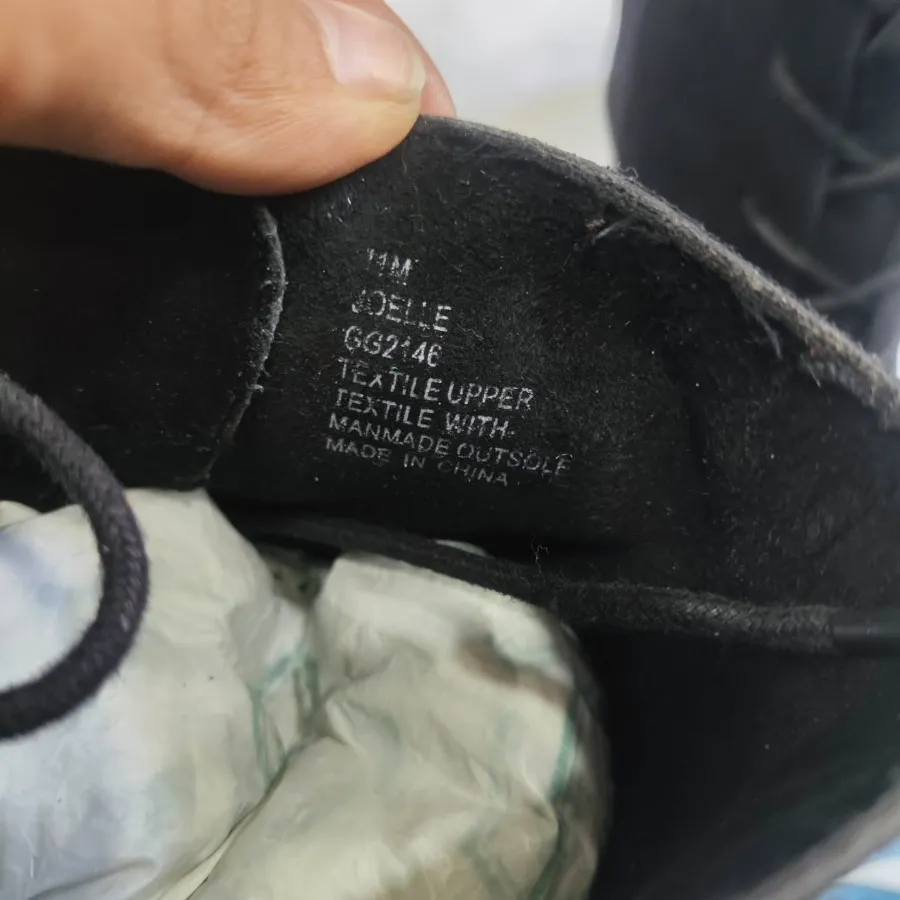 11M
JOELLE
GG2146
TEXTILE UPPER
TEXTILE WITH
MANMADE OUTSOLE
MADE IN CHINA